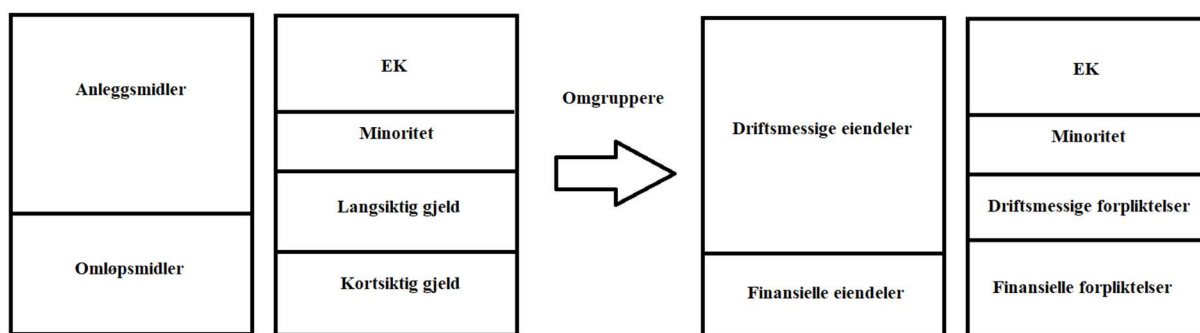 Anleggsmidler
Omløpsmidler
EK
Minoritet
Langsiktig gjeld
Kortsiktig gjeld
Omgruppere
Driftsmessige eiendeler
Finansielle eiendeler
EK
Minoritet
Driftsmessige forpliktelser
Finansielle forpliktelser